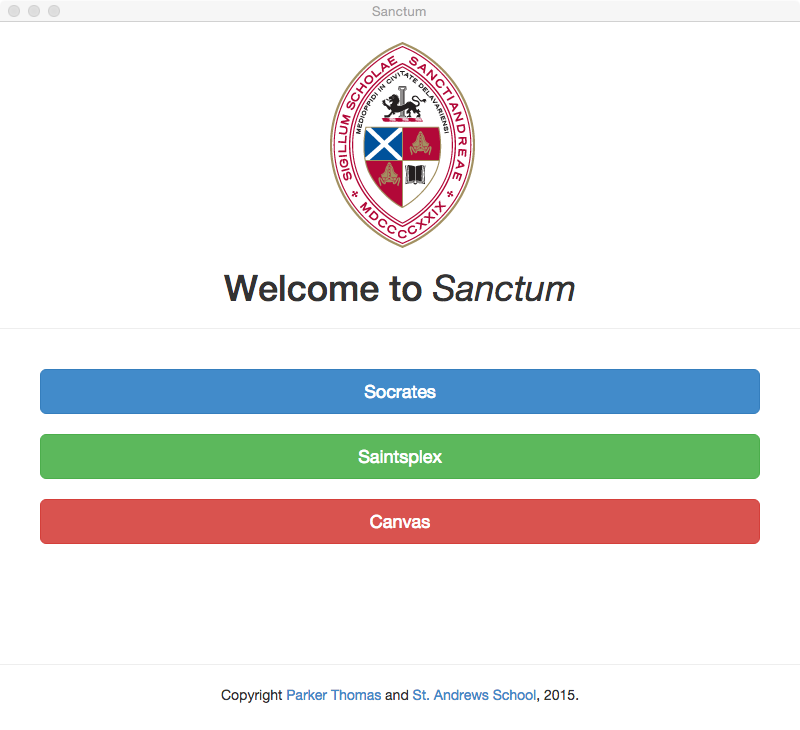 Sanctum
SIGILLUM SCHOLAE SANCTIANDREAE
MEDIOPPIDI IN CIVITATE DELAVARIENSI
MDCCCCXXIX
Welcome to Sanctum
Socrates
Saintsplex
Canvas
Copyright Parker Thomas and St. Andrews School, 2015.